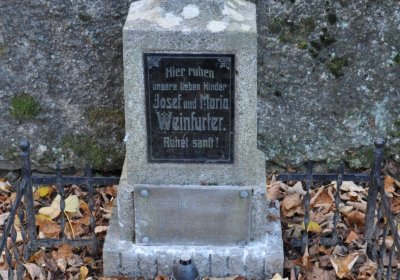 Hier ruhen
unsere lieben Kinder
Josef und Maria
Weinfurter.
Ruhet sanft!